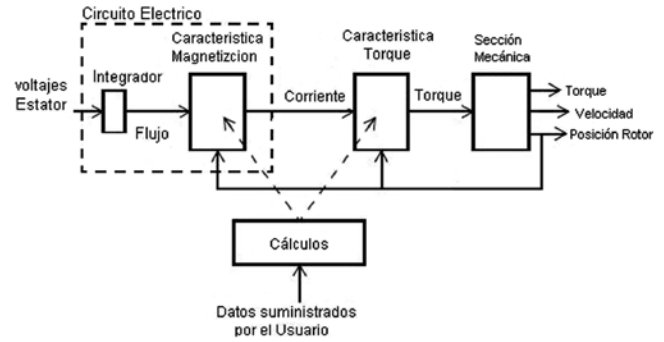 Circuito Electrico
Caracteristica
Magnetizcion
Caracteristica
Torque
Sección
Mecánica
voltajes
Estator
Integrador
Flujo
Corriente
Torque
Torque
Velocidad
Posición Rotor
Cálculos
Datos suministrados
por el Usuario